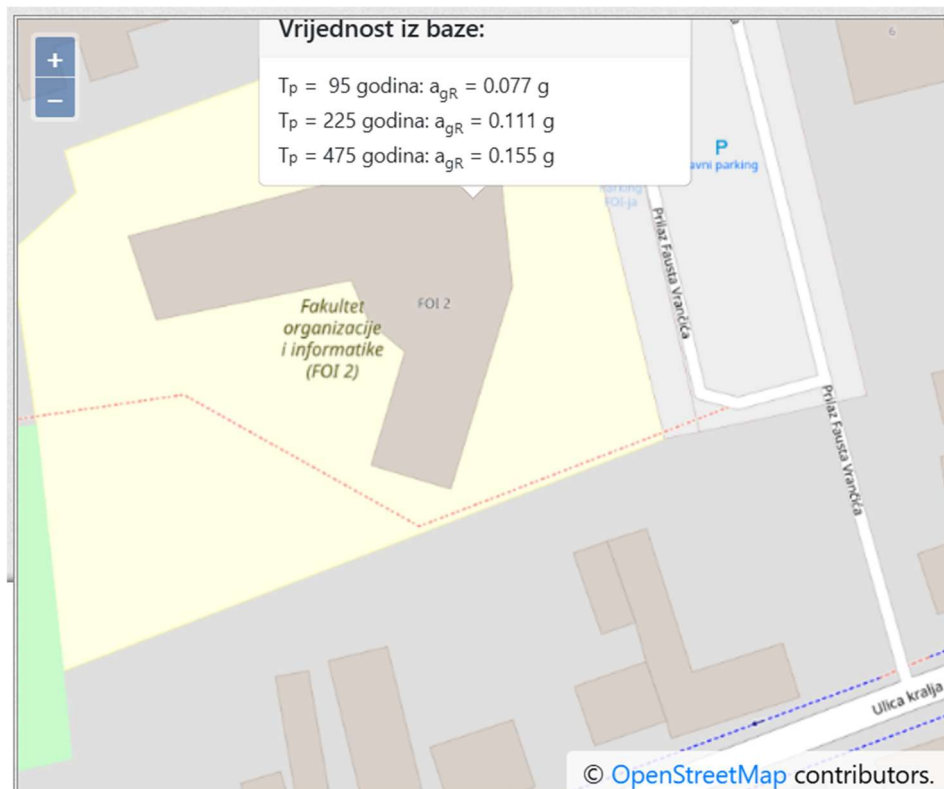 Vrijednost iz baze:
Tp = 95 godina: agR = 0.077 g
Tp = 225 godina: agR = 0.111 g
Tp = 475 godina: agR = 0.155 g
+
−
6
P
avni parking
Parking
FOI-ja
Prilaz Fausta Vrančića
FOI 2
Fakultet
organizacije
i informatike
(FOI 2)
Prilaz Fausta Vrančića
Ulica kralja
© OpenStreetMap contributors.